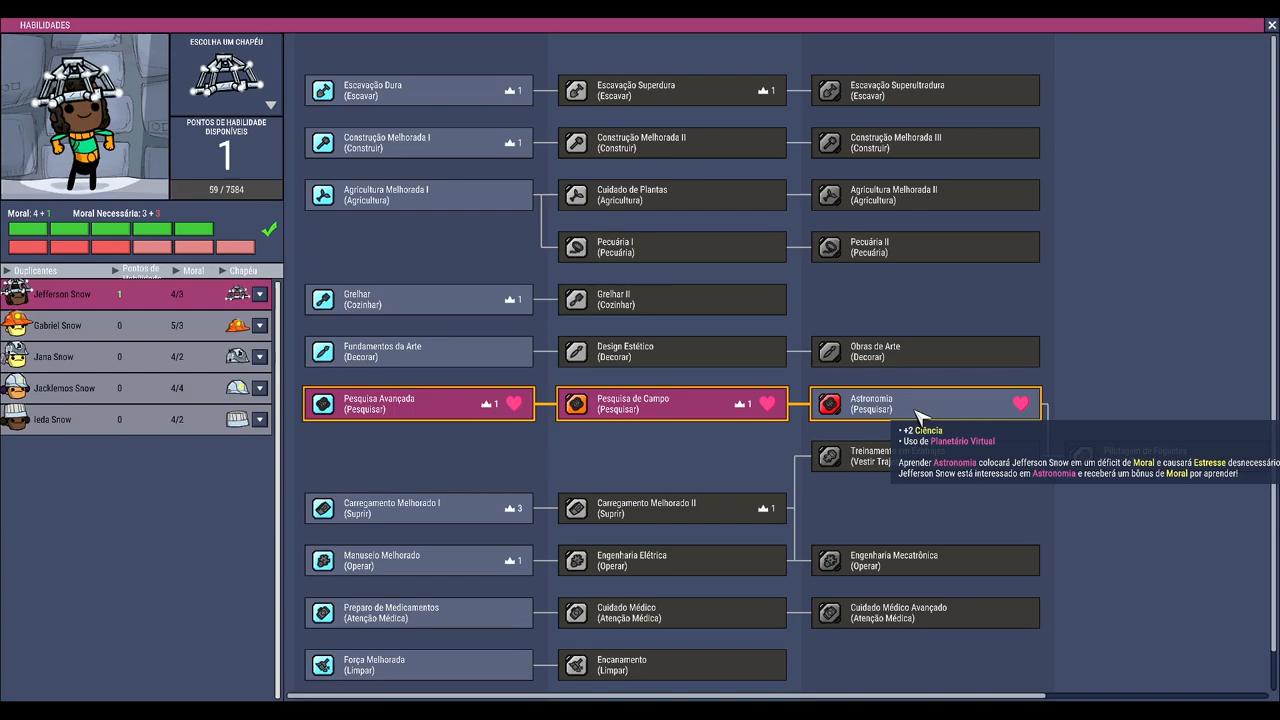 HABILIDADES
ESCOLHA UM CHAPÉU
PONTOS DE HABILIDADE
DISPONÍVEIS
1
59 / 7584
Moral: 4 + 1 Moral Necessária: 3 + 3
Duplicantes Pontos de Habilidade Moral Chapéu
Jefferson Snow 1 4/3
Gabriel Snow 0 5/3
Jana Snow 0 4/2
Jacklemos Snow 0 4/4
Ieda Snow 0 4/2
Escavação Dura
(Escavar)
1
Escavação Superdura
(Escavar)
1
Escavação Superultradura
(Escavar)
Construção Melhorada I
(Construir)
1
Construção Melhorada II
(Construir)
Construção Melhorada III
(Construir)
Agricultura Melhorada I
(Agricultura)
Cuidado de Plantas
(Agricultura)
Agricultura Melhorada II
(Agricultura)
Pecuária I
(Pecuária)
Pecuária II
(Pecuária)
Grelhar
(Cozinhar)
1
Grelhar II
(Cozinhar)
Fundamentos da Arte
(Decorar)
Design Estético
(Decorar)
Obras de Arte
(Decorar)
Pesquisa Avançada
(Pesquisar)
1
Pesquisa de Campo
(Pesquisar)
1
Astronomia
(Pesquisar)
• +2 Ciência
• Uso de Planetário Virtual
Aprender Astronomia colocará Jefferson Snow em um déficit de Moral e causará Estresse desnecessário
Jefferson Snow está interessado em Astronomia e receberá um bônus de Moral por aprender!
Treinamento
(Vestir Traj
Carregamento Melhorado I
(Suprir)
3
Carregamento Melhorado II
(Suprir)
1
Manuseio Melhorado
(Operar)
1
Engenharia Elétrica
(Operar)
Engenharia Mecatrônica
(Operar)
Preparo de Medicamentos
(Atenção Médica)
Cuidado Médico
(Atenção Médica)
Cuidado Médico Avançado
(Atenção Médica)
Força Melhorada
(Limpar)
Encanamento
(Limpar)